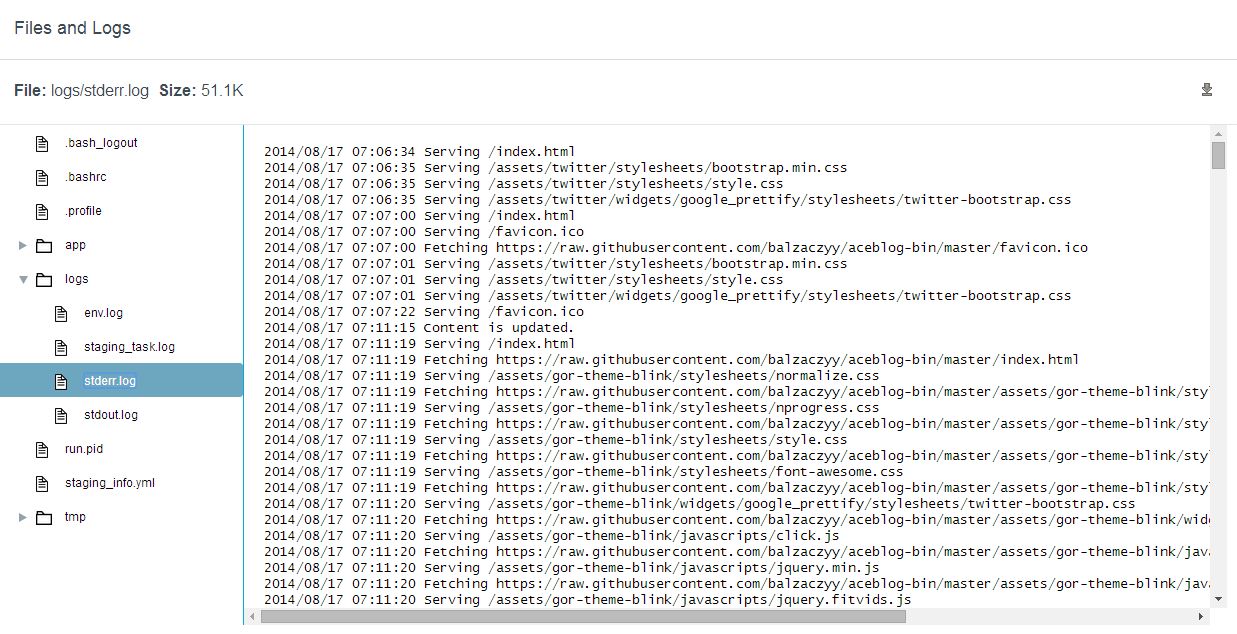 Files and Logs
File: logs/stderr.log Size: 51.1K
.bash_logout
.bashrc
.profile
app
logs
env.log
staging_task.log
stderr.log
stdout.log
run.pid
staging_info.yml
tmp
2014/08/17 07:06:34 Serving /index.html
2014/08/17 07:06:35 Serving /assets/twitter/stylesheets/bootstrap.min.css
2014/08/17 07:06:35 Serving /assets/twitter/stylesheets/style.css
2014/08/17 07:06:35 Serving /assets/twitter/widgets/google_prettify/stylesheets/twitter-bootstrap.css
2014/08/17 07:07:00 Serving /index.html
2014/08/17 07:07:00 Serving /favicon.ico
2014/08/17 07:07:00 Fetching https://raw.githubusercontent.com/balzaczyy/aceblog-bin/master/favicon.ico
2014/08/17 07:07:01 Serving /assets/twitter/stylesheets/bootstrap.min.css
2014/08/17 07:07:01 Serving /assets/twitter/stylesheets/style.css
2014/08/17 07:07:01 Serving /assets/twitter/widgets/google_prettify/stylesheets/twitter-bootstrap.css
2014/08/17 07:07:22 Serving /favicon.ico
2014/08/17 07:11:15 Content is updated.
2014/08/17 07:11:19 Serving /index.html
2014/08/17 07:11:19 Fetching https://raw.githubusercontent.com/balzaczyy/aceblog-bin/master/index.html
2014/08/17 07:11:19 Serving /assets/gor-theme-blink/stylesheets/normalize.css
2014/08/17 07:11:19 Fetching https://raw.githubusercontent.com/balzaczyy/aceblog-bin/master/assets/gor-theme-blink/sty
2014/08/17 07:11:19 Serving /assets/gor-theme-blink/stylesheets/nprogress.css
2014/08/17 07:11:19 Fetching https://raw.githubusercontent.com/balzaczyy/aceblog-bin/master/assets/gor-theme-blink/sty
2014/08/17 07:11:19 Serving /assets/gor-theme-blink/stylesheets/style.css
2014/08/17 07:11:19 Fetching https://raw.githubusercontent.com/balzaczyy/aceblog-bin/master/assets/gor-theme-blink/sty
2014/08/17 07:11:19 Serving /assets/gor-theme-blink/stylesheets/font-awesome.css
2014/08/17 07:11:19 Fetching https://raw.githubusercontent.com/balzaczyy/aceblog-bin/master/assets/gor-theme-blink/sty
2014/08/17 07:11:20 Serving /assets/gor-theme-blink/widgets/google_prettify/stylesheets/twitter-bootstrap.css
2014/08/17 07:11:20 Fetching https://raw.githubusercontent.com/balzaczyy/aceblog-bin/master/assets/gor-theme-blink/wid
2014/08/17 07:11:20 Serving /assets/gor-theme-blink/javascripts/click.js
2014/08/17 07:11:20 Fetching https://raw.githubusercontent.com/balzaczyy/aceblog-bin/master/assets/gor-theme-blink/jav
2014/08/17 07:11:20 Serving /assets/gor-theme-blink/javascripts/jquery.min.js
2014/08/17 07:11:20 Fetching https://raw.githubusercontent.com/balzaczyy/aceblog-bin/master/assets/gor-theme-blink/jav
2014/08/17 07:11:20 Serving /assets/gor-theme-blink/javascripts/jquery.fitvids.js